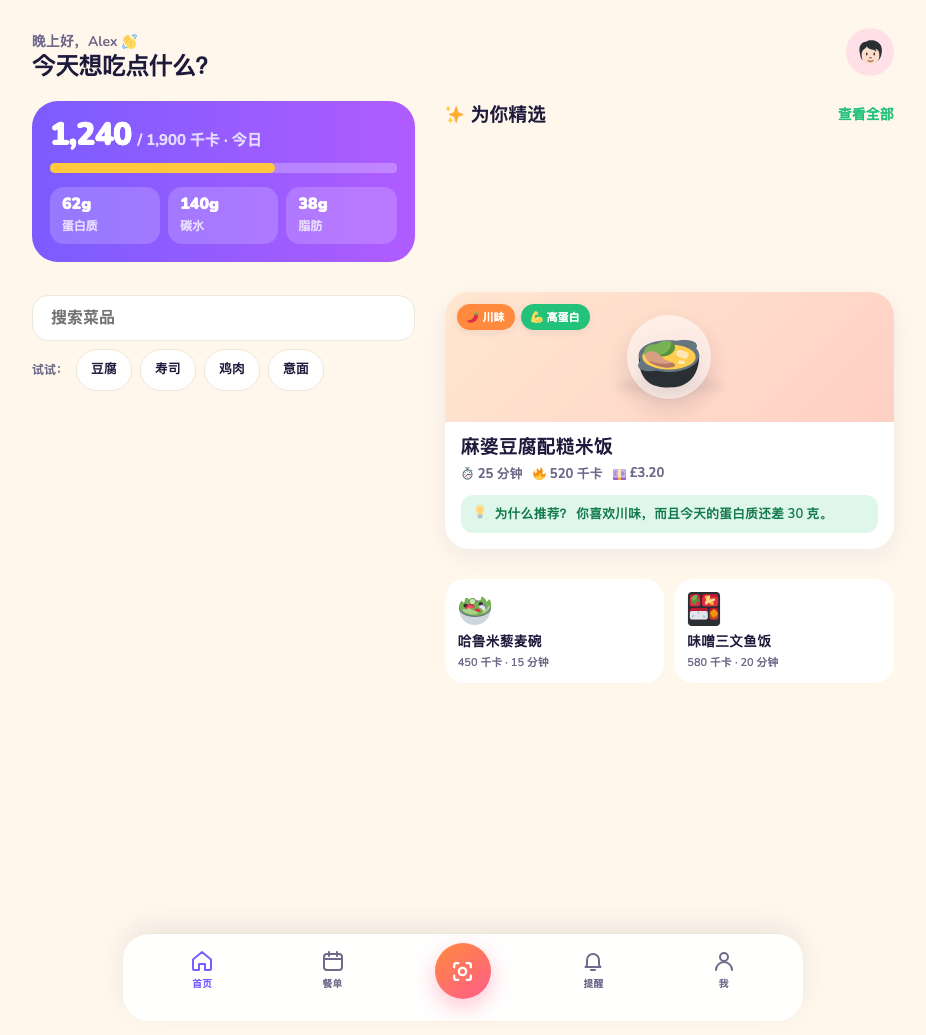 晚上好，Alex 👋
今天想吃点什么？
1,240 / 1,900 千卡 · 今日
62g
蛋白质
140g
碳水
38g
脂肪
搜索菜品
试试：
豆腐
寿司
鸡肉
意面
✨ 为你精选
查看全部
🌶️ 川味
💪 高蛋白
麻婆豆腐配糙米饭
⏱ 25 分钟 🔥 520 千卡 💷 £3.20
💡 为什么推荐？ 你喜欢川味，而且今天的蛋白质还差 30 克。
哈鲁米藜麦碗
450 千卡 · 15 分钟
味噌三文鱼饭
580 千卡 · 20 分钟
首页
餐单
提醒
我